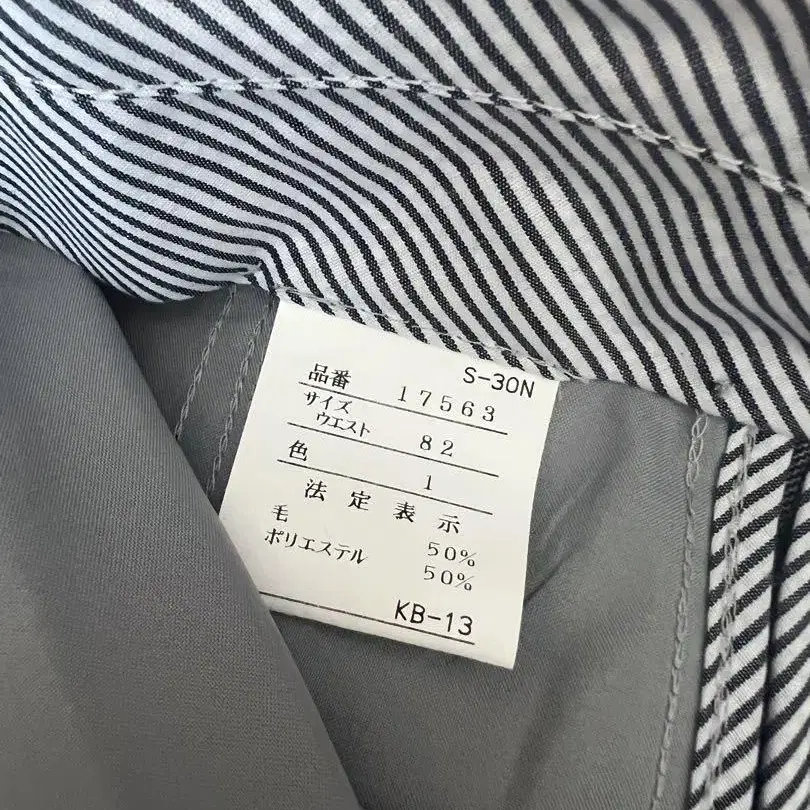 S-30N
品番 17563
サイズ
ウエスト 82
色 1
法定表示
毛 50%
ポリエステル 50%
KB-13